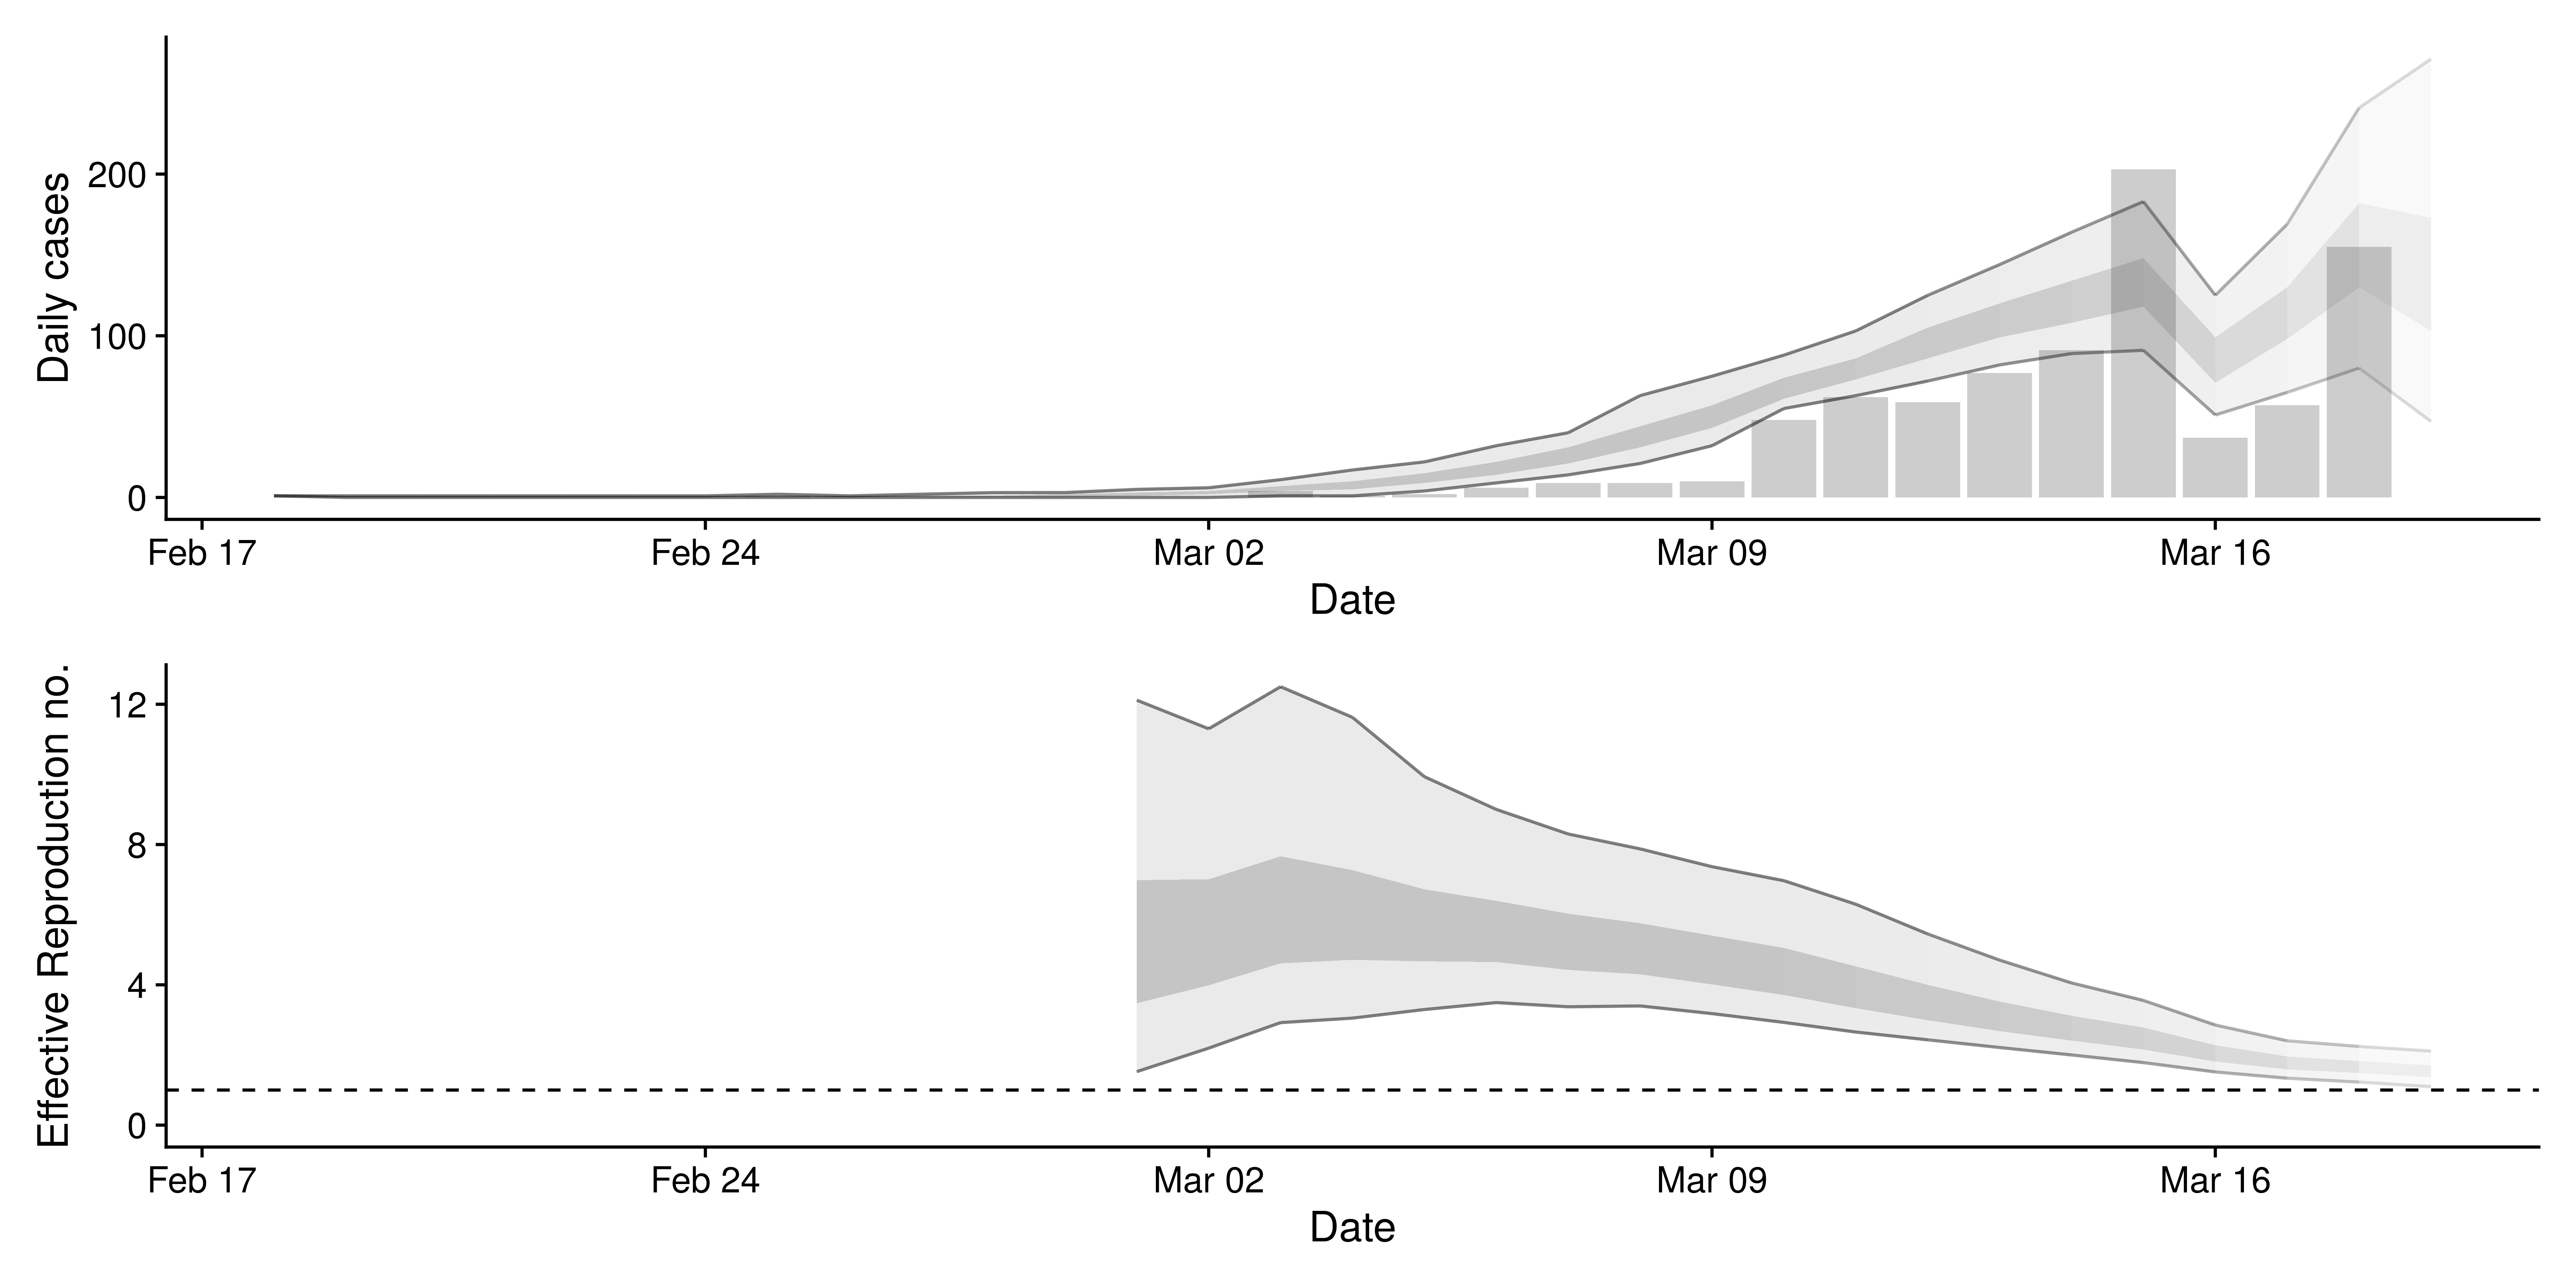 Daily cases
200
100
0
Feb 17 Feb 24 Mar 02 Mar 09 Mar 16
Date
Effective Reproduction no.
12
8
4
0
Feb 17 Feb 24 Mar 02 Mar 09 Mar 16
Date